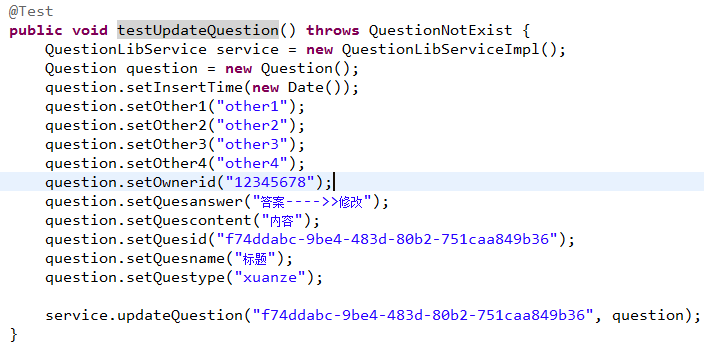 @Test
public void testUpdateQuestion() throws QuestionNotExist {
    QuestionLibService service = new QuestionLibServiceImpl();
    Question question = new Question();
    question.setInsertTime(new Date());
    question.setOther1("other1");
    question.setOther2("other2");
    question.setOther3("other3");
    question.setOther4("other4");
    question.setOwnerid("12345678");
    question.setQuesanswer("答案---->>修改");
    question.setQuescontent("内容");
    question.setQuesid("f74ddabc-9be4-483d-80b2-751caa849b36");
    question.setQuesname("标题");
    question.setQuestype("xuanze");
    service.updateQuestion("f74ddabc-9be4-483d-80b2-751caa849b36", question);
}